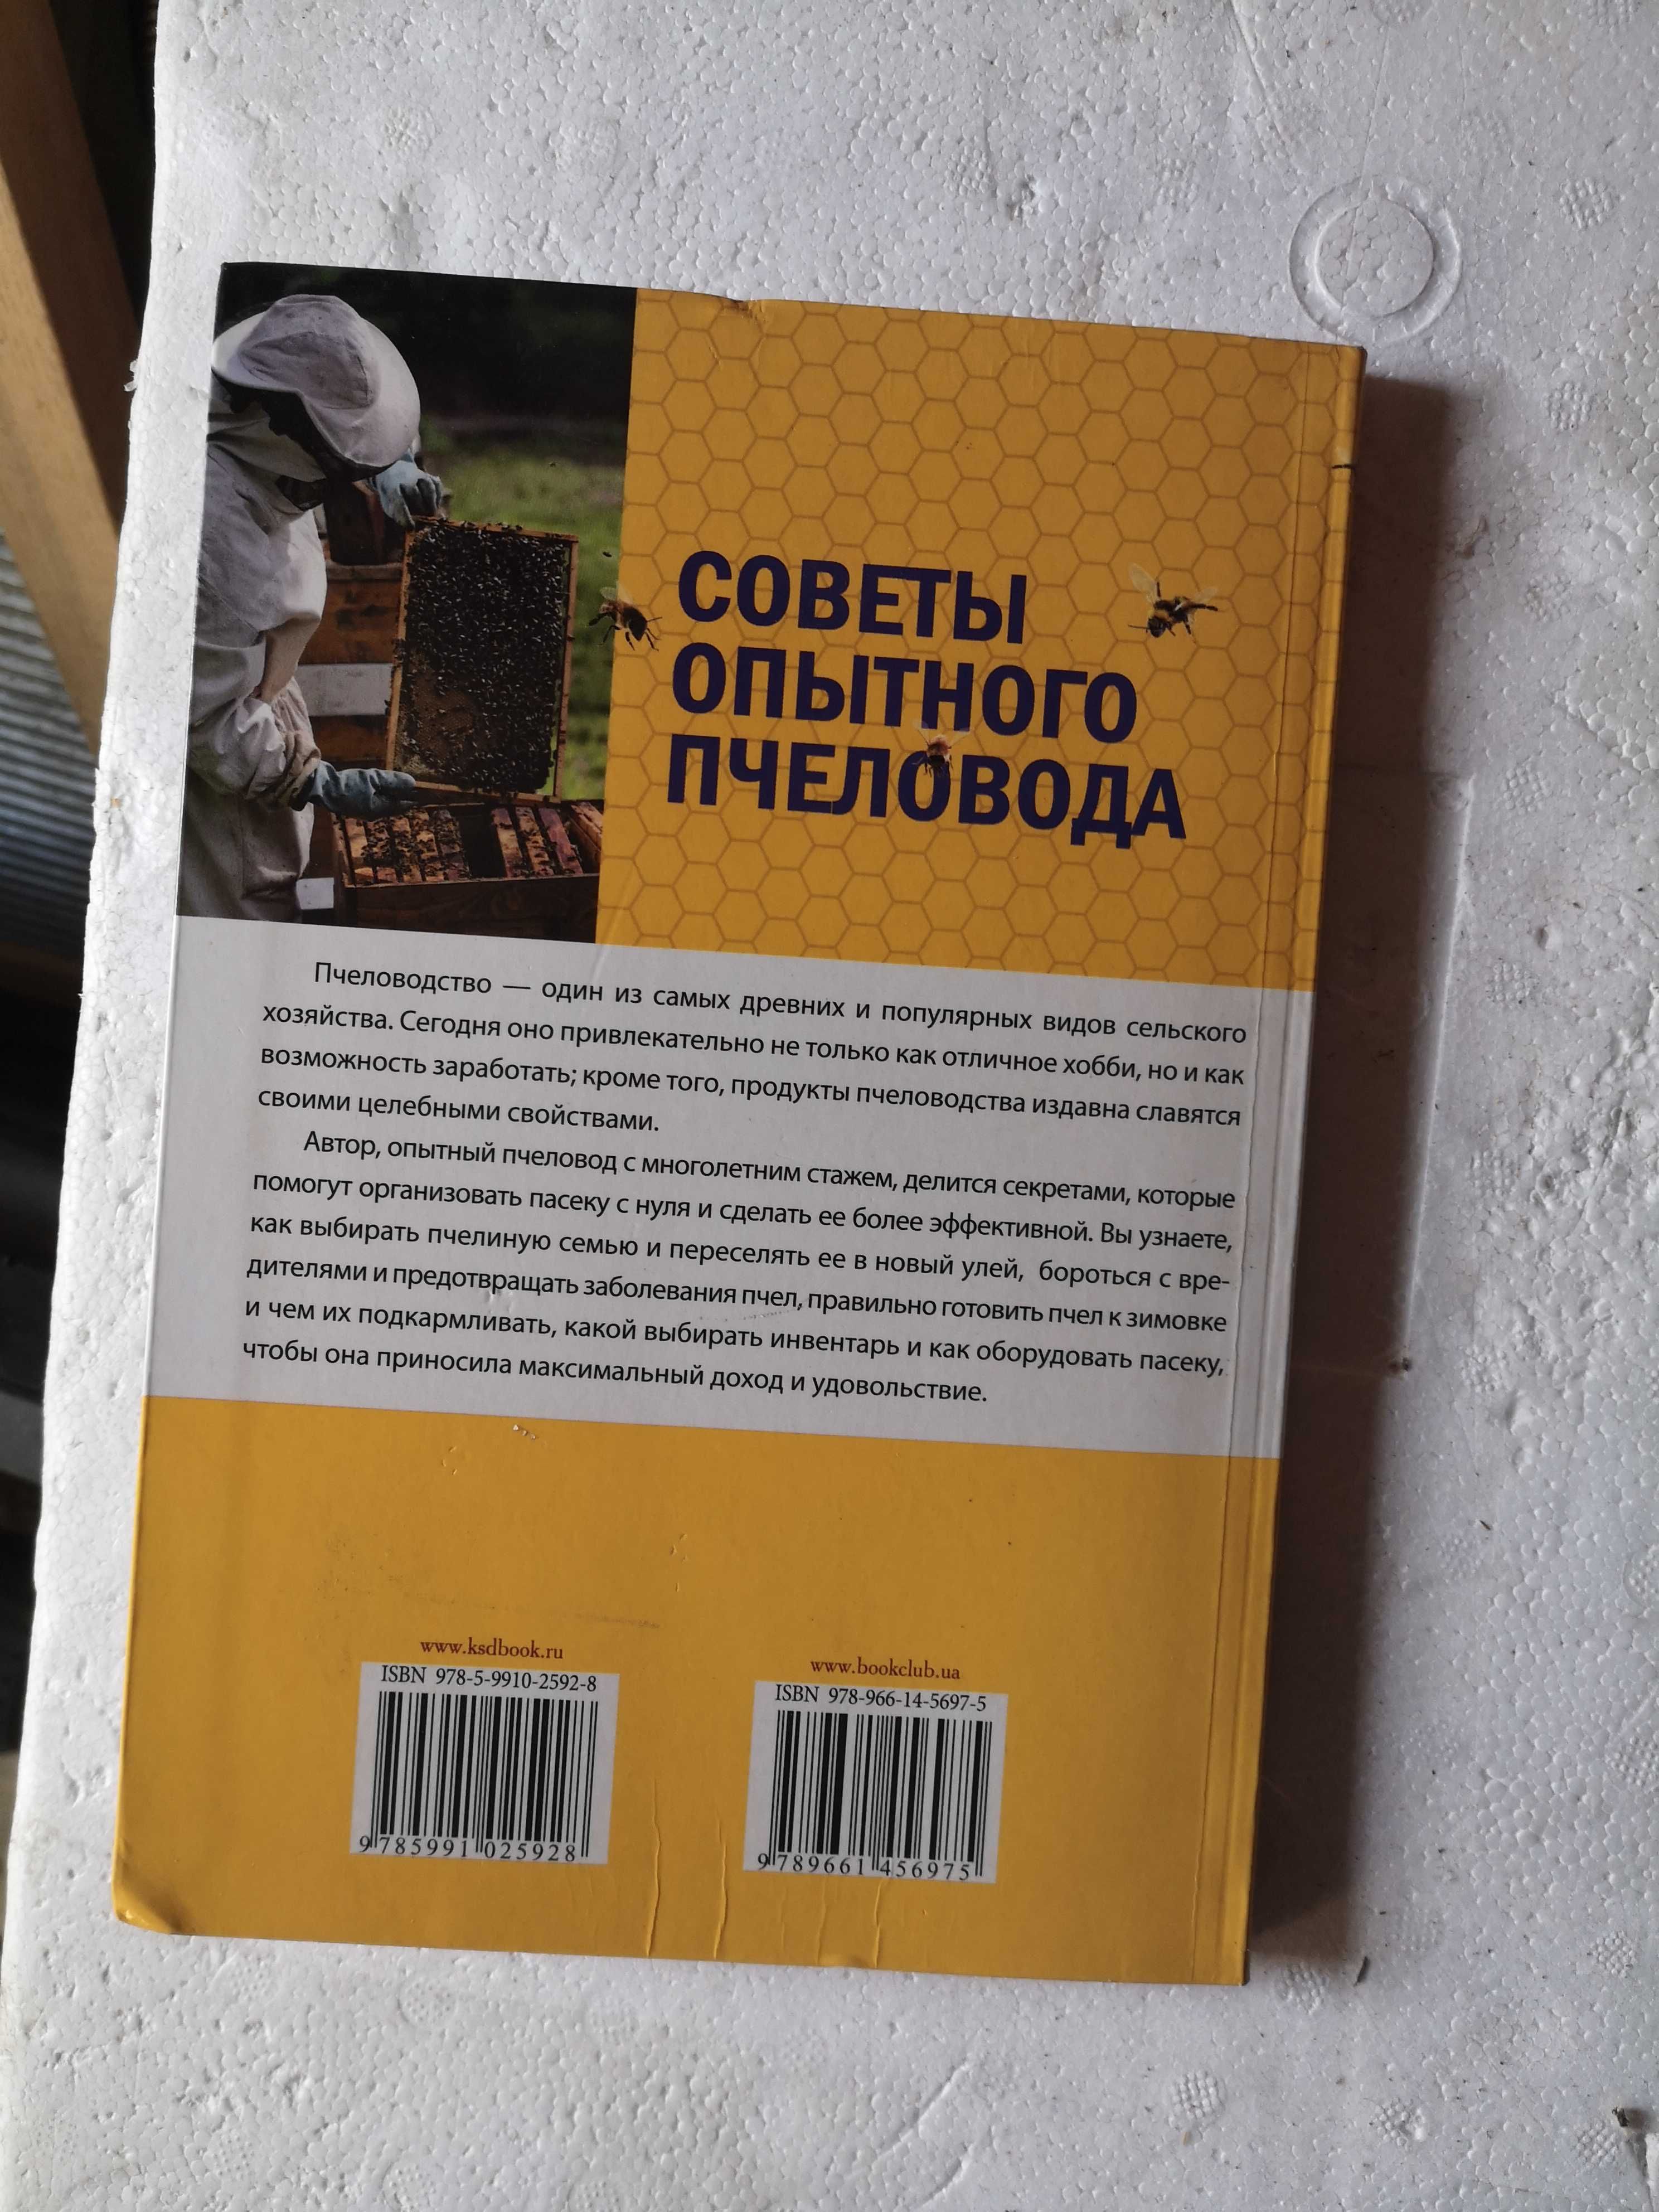 СОВЕТЫ
ОПЫТНОГО
ПЧЕЛОВОДА
Пчеловодство — один из самых древних и популярных видов сельского
хозяйства. Сегодня оно привлекательно не только как отличное хобби, но и как
возможность заработать; кроме того, продукты пчеловодства издавна славятся
своими целебными свойствами.
Автор, опытный пчеловод с многолетним стажем, делится секретами, которые
помогут организовать пасеку с нуля и сделать ее более эффективной. Вы узнаете,
как выбирать пчелиную семью и переселять ее в новый улей, бороться с вре-
дителями и предотвращать заболевания пчел, правильно готовить пчел к зимовке
и чем их подкармливать, какой выбирать инвентарь и как оборудовать пасеку,
чтобы она приносила максимальный доход и удовольствие.
www.ksdbook.ru
ISBN 978-5-9910-2592-8
9 785991 025928
www.bookclub.ua
ISBN 978-966-14-5697-5
9 789661 456975